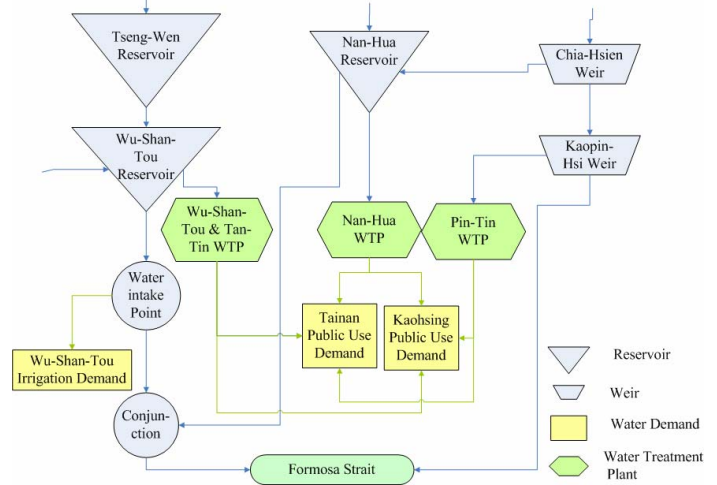 Tseng-Wen
Reservoir
Nan-Hua
Reservoir
Chia-Hsien
Weir
Wu-Shan-
Tou
Reservoir
Kaopin-
Hsi Weir
Wu-Shan-
Tou & Tan-
Tin WTP
Nan-Hua
WTP
Pin-Tin
WTP
Water
intake
Point
Tainan
Public Use
Demand
Kaohsing
Public Use
Demand
Wu-Shan-Tou
Irrigation Demand
Conjun-
ction
Formosa Strait
Reservoir
Weir
Water Demand
Water Treatment
Plant